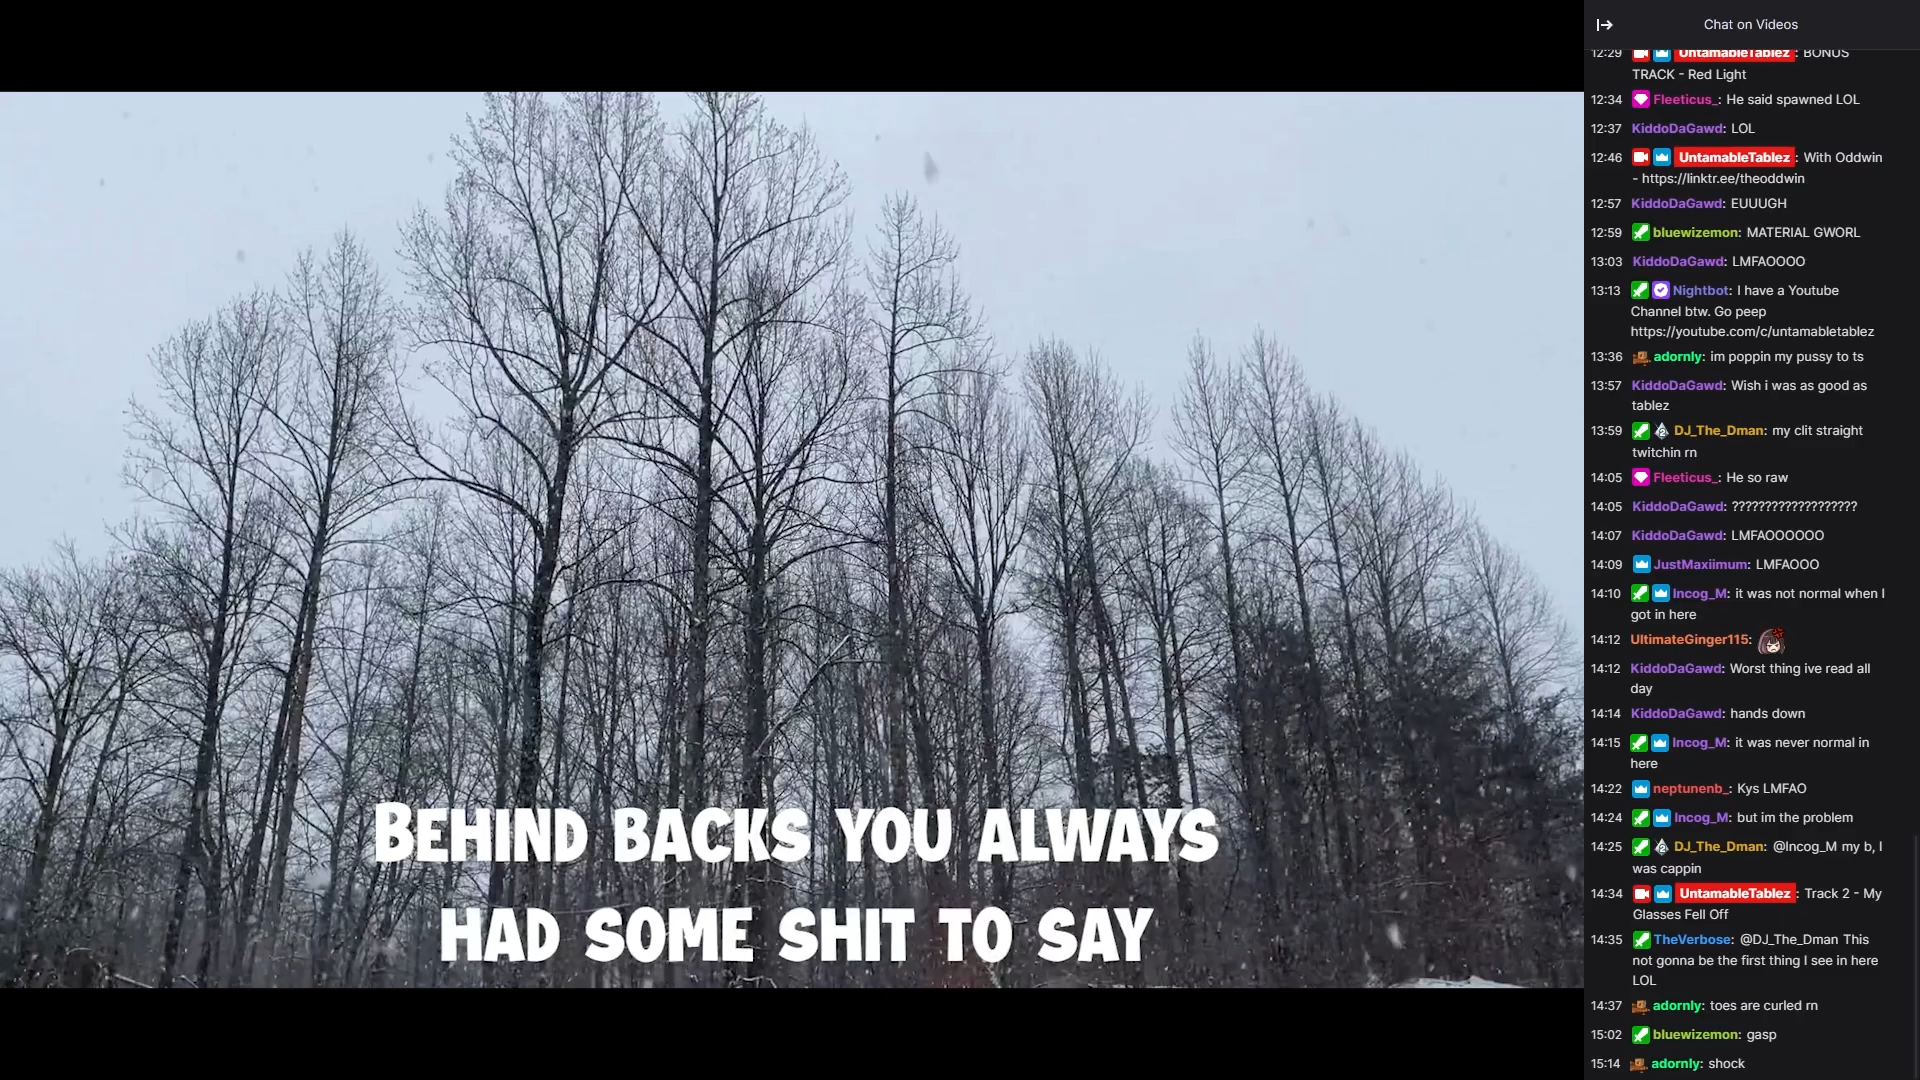 BEHIND BACKS YOU ALWAYS
HAD SOME SHIT TO SAY
Chat on Videos
12:29 UntamableTablez: BONUS
TRACK - Red Light
12:34 Fleeticus_: He said spawned LOL
12:37 KiddoDaGawd: LOL
12:46 UntamableTablez: With Oddwin
- https://linktr.ee/theoddwin
12:57 KiddoDaGawd: EUUUGH
12:59 bluewizemon: MATERIAL GWORL
13:03 KiddoDaGawd: LMFAOOOO
13:13 Nightbot: I have a Youtube
Channel btw. Go peep
https://youtube.com/c/untamabletablez
13:36 adornly: im poppin my pussy to ts
13:57 KiddoDaGawd: Wish i was as good as
tablez
13:59 DJ_The_Dman: my clit straight
twitchin rn
14:05 Fleeticus_: He so raw
14:05 KiddoDaGawd: ???????????????????
14:07 KiddoDaGawd: LMFAOOOOOO
14:09 JustMaxiimum: LMFAOOO
14:10 Incog_M: it was not normal when I
got in here
14:12 UltimateGinger115:
14:12 KiddoDaGawd: Worst thing ive read all
day
14:14 KiddoDaGawd: hands down
14:15 Incog_M: it was never normal in
here
14:22 neptunenb_: Kys LMFAO
14:24 Incog_M: but im the problem
14:25 DJ_The_Dman: @Incog_M my b, I
was cappin
14:34 UntamableTablez: Track 2 - My
Glasses Fell Off
14:35 TheVerbose: @DJ_The_Dman This
not gonna be the first thing I see in here
LOL
14:37 adornly: toes are curled rn
15:02 bluewizemon: gasp
15:14 adornly: shock